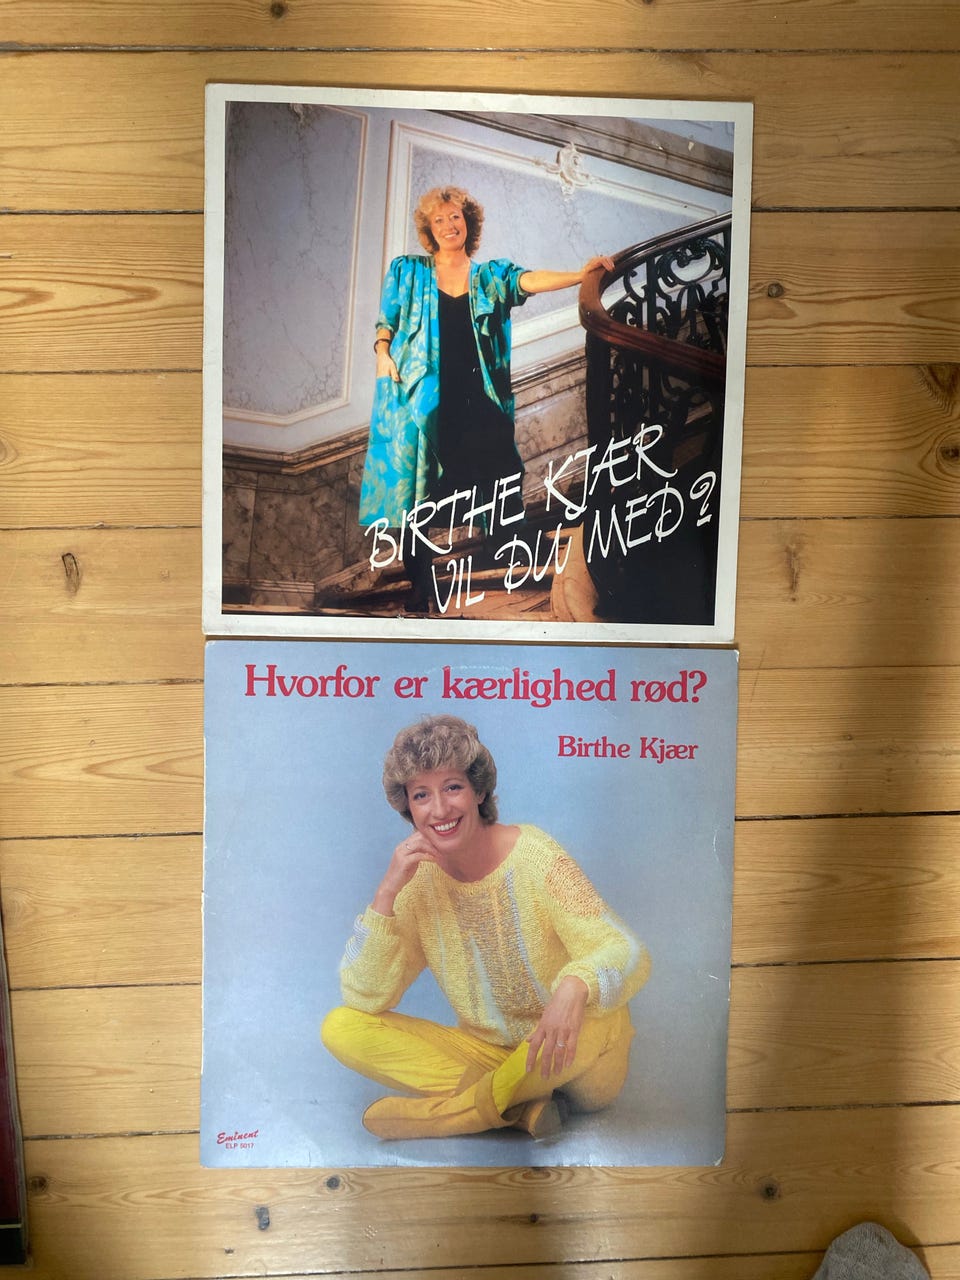 BIRTHE KJÆR
VIL DU MED?
Hvorfor er kærlighed rød?
Birthe Kjær
Eminent
ELP 5017